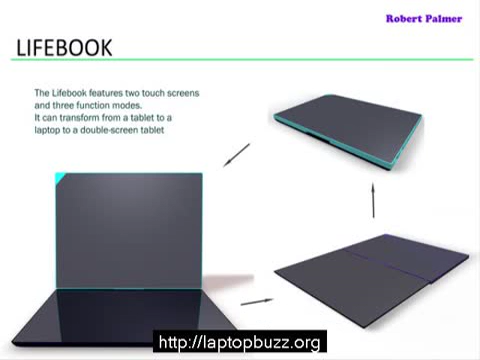 Robert Palmer
LIFEBOOK
The Lifebook features two touch screens
and three function modes.
It can transform from a tablet to a
laptop to a double-screen tablet
http://laptopbuzz.org